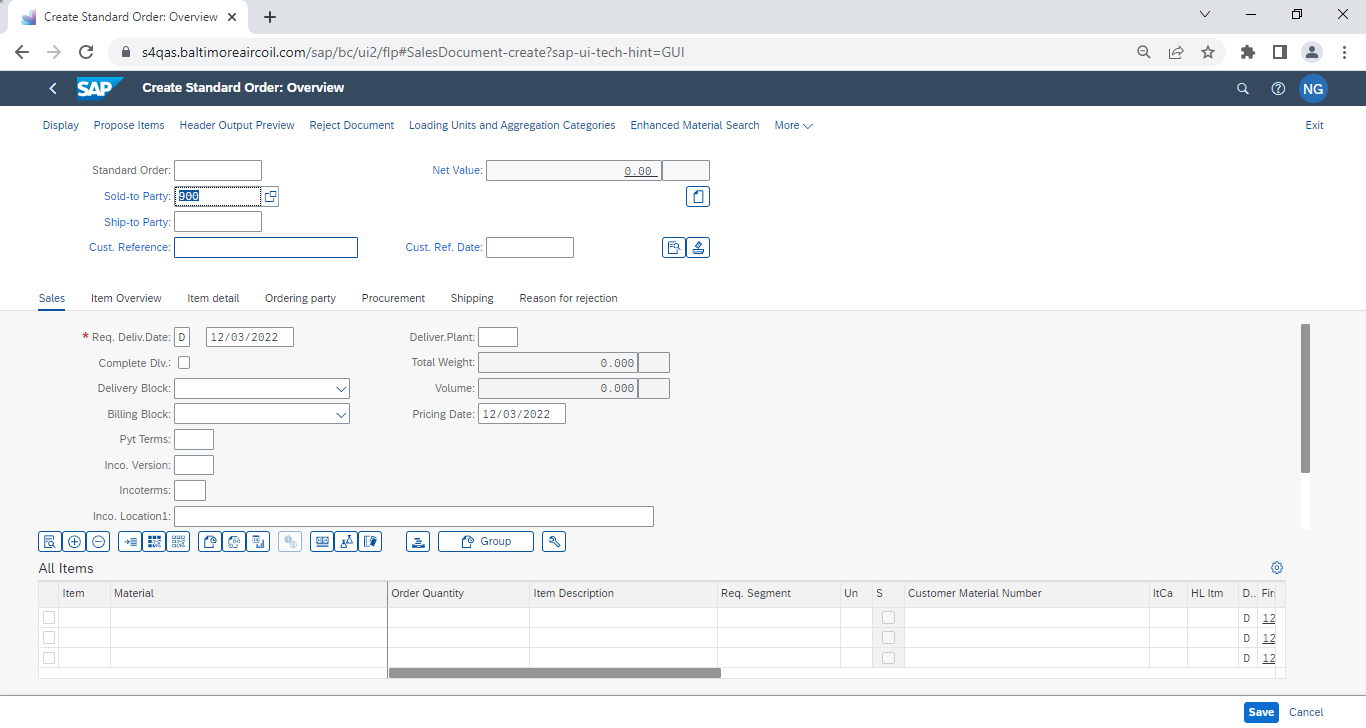 Create Standard Order: Overview
s4qas.baltimoreaircoil.com/sap/bc/ui2/flp#SalesDocument-create?sap-ui-tech-hint=GUI
SAP Create Standard Order: Overview NG
Display Propose Items Header Output Preview Reject Document Loading Units and Aggregation Categories Enhanced Material Search More Exit
Standard Order: Net Value: 0.00
Sold-to Party: 900
Ship-to Party:
Cust. Reference: Cust. Ref. Date:
Sales Item Overview Item detail Ordering party Procurement Shipping Reason for rejection
* Req. Deliv.Date: D 12/03/2022 Deliver.Plant:
Complete Dlv.: Total Weight: 0.000
Delivery Block: Volume: 0.000
Billing Block: Pricing Date: 12/03/2022
Pyt Terms:
Inco. Version:
Incoterms:
Inco. Location1:
Group
All Items
Item Material Order Quantity Item Description Req. Segment Un S Customer Material Number ItCa HL Itm D.. Fir
D 12
D 12
D 12
Save Cancel